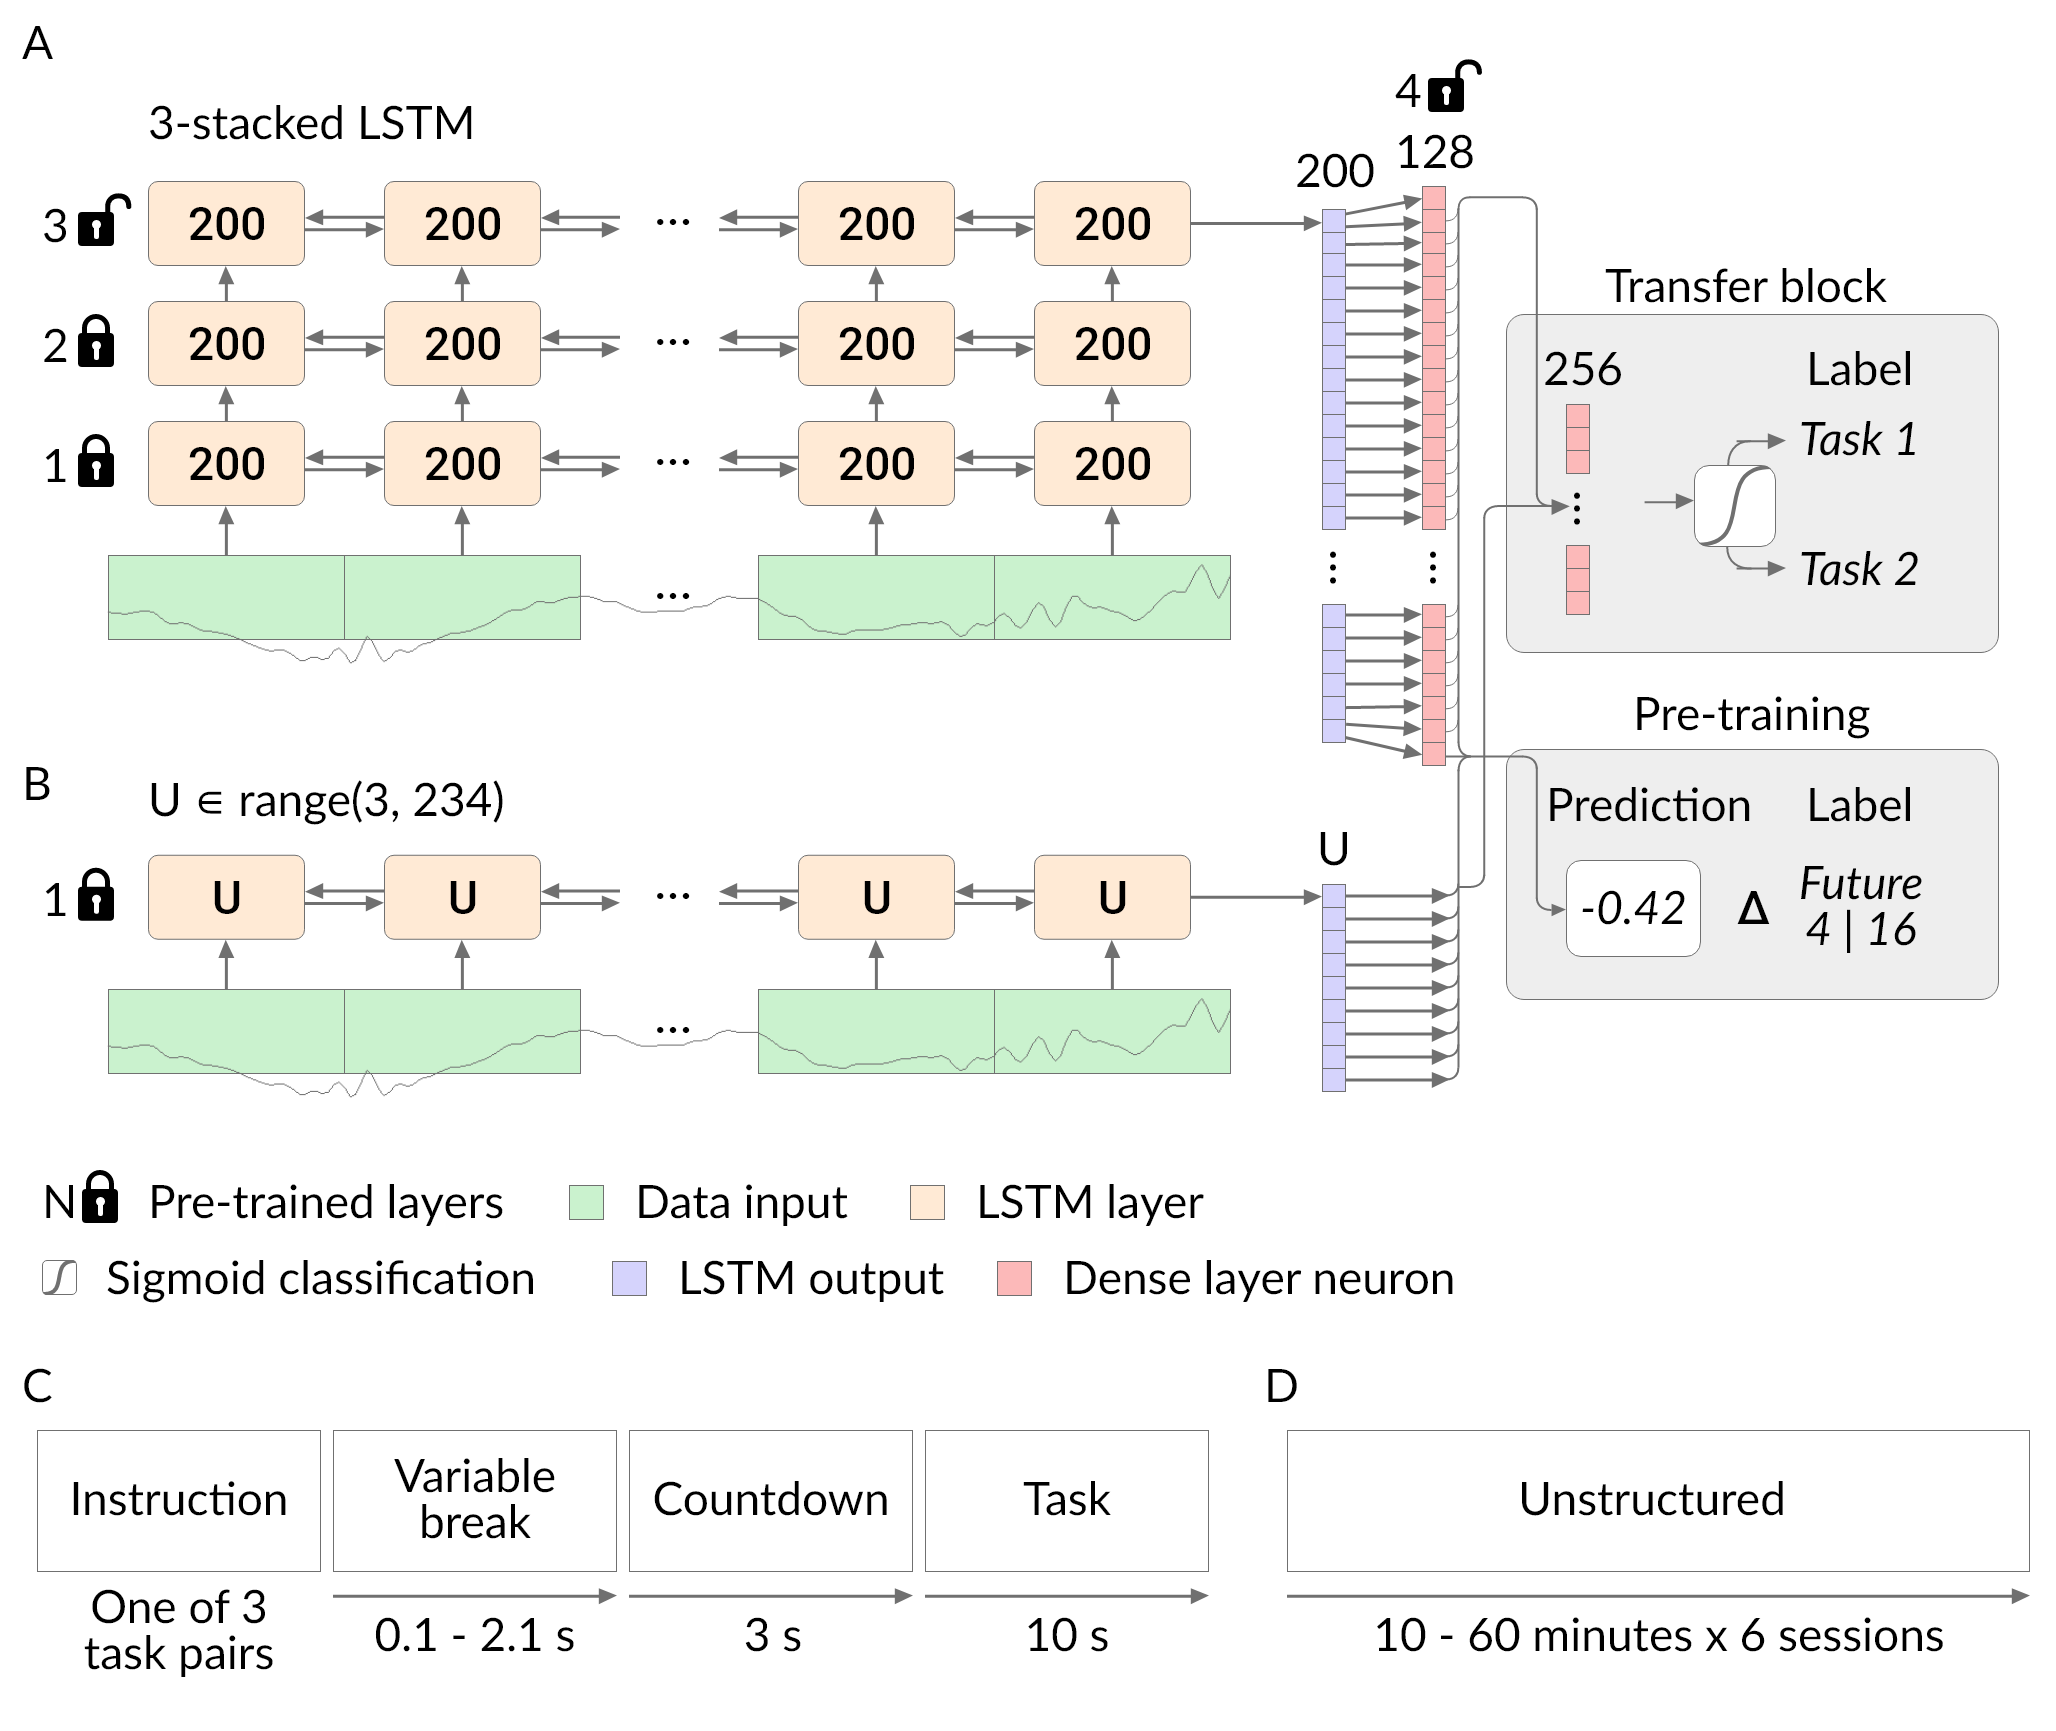 A
3-stacked LSTM
3
200
200
...
200
200
2
200
200
...
200
200
1
200
200
...
200
200
...
200
4
128
Transfer block
256
Label
Task 1
Task 2
Pre-training
Prediction
Label
-0.42
Δ
Future
4 | 16
B
U ∈ range(3, 234)
1
U
U
...
U
U
...
U
N
Pre-trained layers
Data input
LSTM layer
Sigmoid classification
LSTM output
Dense layer neuron
C
Instruction
Variable
break
Countdown
Task
One of 3
task pairs
0.1 - 2.1 s
3 s
10 s
D
Unstructured
10 - 60 minutes x 6 sessions